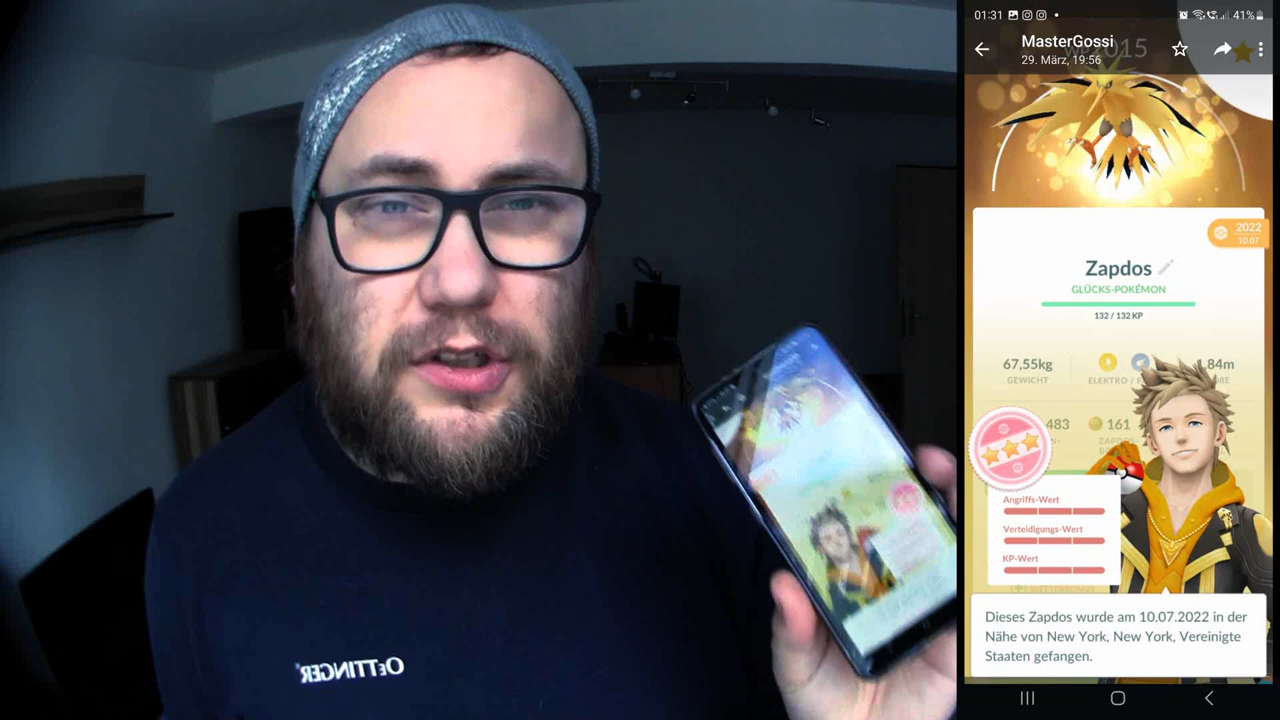 01:31
41%
MasterGossi
29. März, 19:56
2015
2022
10.07
Zapdos
GLÜCKS-POKÉMON
132 / 132 KP
67,55kg
GEWICHT
ELEKTRO /
,84m
483
161
Angriffs-Wert
Verteidigungs-Wert
KP-Wert
Dieses Zapdos wurde am 10.07.2022 in der
Nähe von New York, New York, Vereinigte
Staaten gefangen.
OeTTINGER